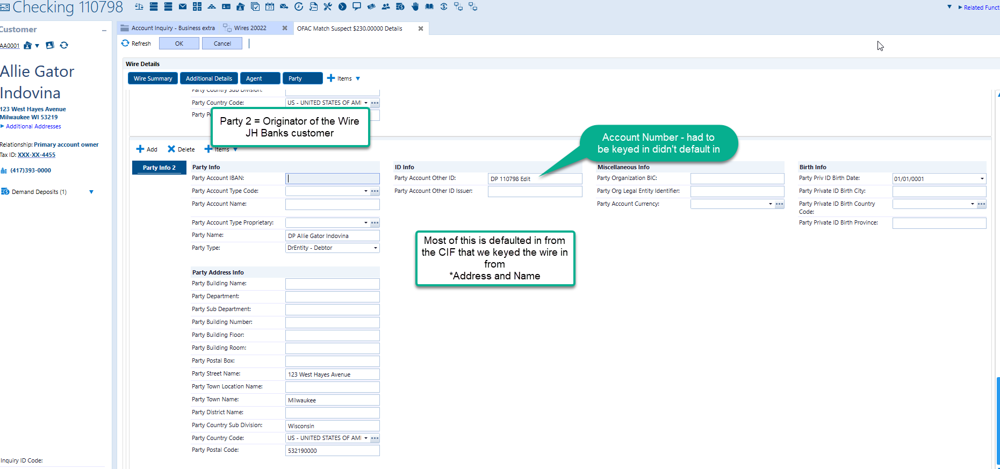 Checking 110798
Related Funct
Customer
AA0001
Allie Gator
Indovina
123 West Hayes Avenue
Milwaukee WI 53219
Additional Addresses
Relationship: Primary account owner
Tax ID: XXX-XX-4455
(417)393-0000
Demand Deposits (1)
Inquiry ID Code:
Account Inquiry - Business extra
Wires 20022
OFAC Match Suspect $230.00000 Details
Refresh
OK
Cancel
Wire Details
Wire Summary
Additional Details
Agent
Party
Items
Party Country Sub Division:
Party Country Code:
US - UNITED STATES OF AMI
Party P
Party 2 = Originator of the Wire
JH Banks customer
Account Number - had to
be keyed in didn't default in
Add
Delete
Items
Party Info 2
Party Info
Party Account IBAN:
Party Account Type Code:
Party Account Name:
Party Account Type Proprietary:
Party Name:
DP Allie Gator Indovina
Party Type:
DrEntity - Debtor
ID Info
Party Account Other ID:
DP 110798 Edit
Party Account Other ID Issuer:
Miscellaneous Info
Party Organization BIC:
Party Org Legal Entity Identifier:
Party Account Currency:
Birth Info
Party Priv ID Birth Date:
01/01/0001
Party Private ID Birth City:
Party Private ID Birth Country
Code:
Party Private ID Birth Province:
Most of this is defaulted in from
the CIF that we keyed the wire in
from
*Address and Name
Party Address Info
Party Building Name:
Party Department:
Party Sub Department:
Party Building Number:
Party Building Floor:
Party Building Room:
Party Postal Box:
Party Street Name:
123 West Hayes Avenue
Party Town Location Name:
Party Town Name:
Milwaukee
Party District Name:
Party Country Sub Division:
Wisconsin
Party Country Code:
US - UNITED STATES OF AMI
Party Postal Code:
532190000